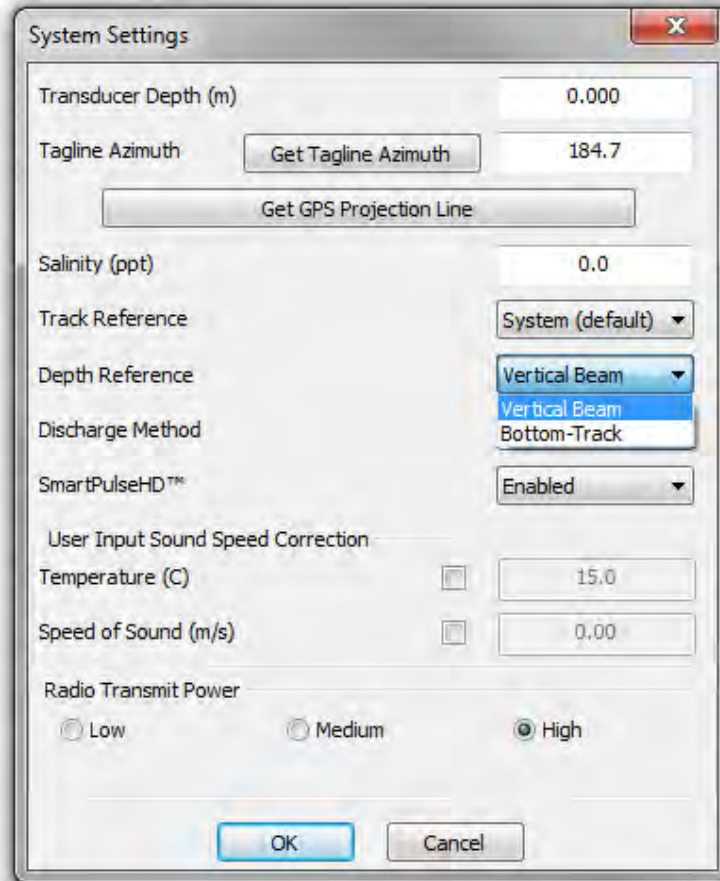 System Settings
X
Transducer Depth (m) 0.000
Tagline Azimuth Get Tagline Azimuth 184.7
Get GPS Projection Line
Salinity (ppt) 0.0
Track Reference System (default)
Depth Reference Vertical Beam
Vertical Beam
Discharge Method Bottom-Track
SmartPulseHD™ Enabled
User Input Sound Speed Correction
Temperature (C) 15.0
Speed of Sound (m/s) 0.00
Radio Transmit Power
Low Medium High
OK Cancel